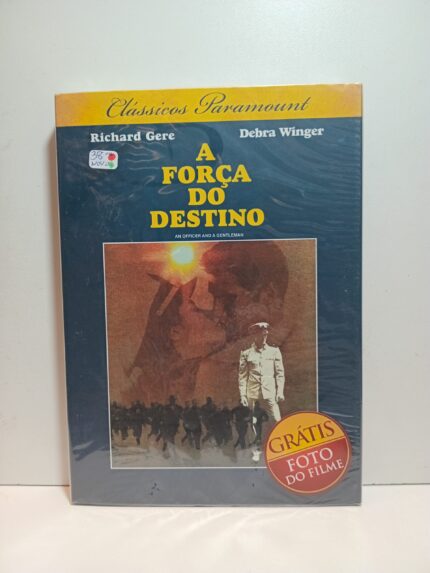 Clássicos Paramount
Richard Gere Debra Winger
A
FORÇA
DO
DESTINO
AN OFFICER AND A GENTLEMAN
GRÁTIS
FOTO
DO FILME